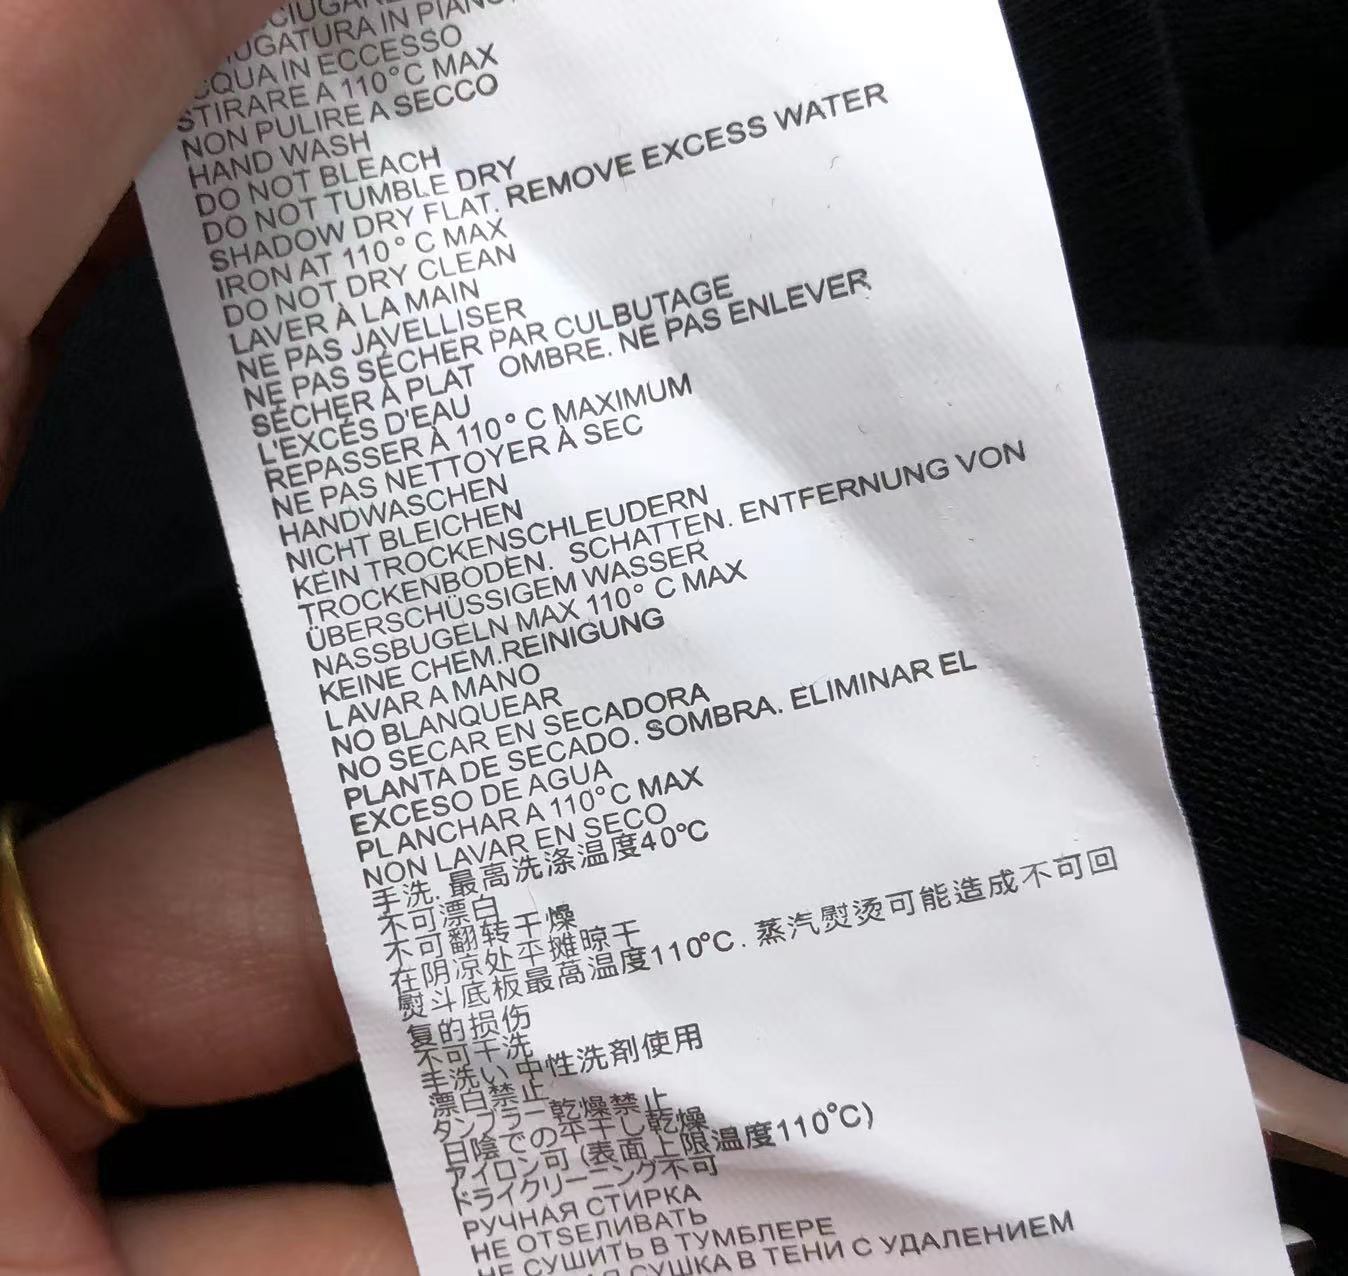 UGATURA IN PIANO
CQUA IN ECCESSO
STIRARE A 110°C MAX
NON PULIRE A SECCO
HAND WASH
DO NOT BLEACH
DO NOT TUMBLE DRY
SHADOW DRY FLAT. REMOVE EXCESS WATER
IRON AT 110° C MAX
DO NOT DRY CLEAN
LAVER À LA MAIN
NE PAS JAVELLISER
NE PAS SÉCHER PAR CULBUTAGE
SÉCHER À PLAT OMBRE. NE PAS ENLEVER
L'EXCÉS D'EAU
REPASSER À 110° C MAXIMUM
NE PAS NETTOYER À SEC
HANDWASCHEN
NICHT BLEICHEN
KEIN TROCKENSCHLEUDERN
TROCKENBODEN. SCHATTEN. ENTFERNUNG VON
ÜBERSCHÜSSIGEM WASSER
NASSBUGELN MAX 110° C MAX
KEINE CHEM.REINIGUNG
LAVAR A MANO
NO BLANQUEAR
NO SECAR EN SECADORA
PLANTA DE SECADO. SOMBRA. ELIMINAR EL
EXCESO DE AGUA
PLANCHAR A 110°C MAX
NON LAVAR EN SECO
手洗. 最高洗涤温度40°C
不可漂白
不可翻转干燥
在阴凉处平摊晾干
熨斗底板最高温度110°C. 蒸汽熨烫可能造成不可回
复的损伤
不可干洗
手洗い 中性洗剤使用
漂白禁止
タンブラー乾燥禁止
日陰での平干し乾燥
アイロン可 (表面上限温度110°C)
ドライクリーニング不可
РУЧНАЯ СТИРКА
НЕ ОТSЕЛИВАТЬ
НЕ СУШИТЬ В ТУМБЛЕРЕ
СУШКА В ТЕНИ С УДАЛЕНИЕМ